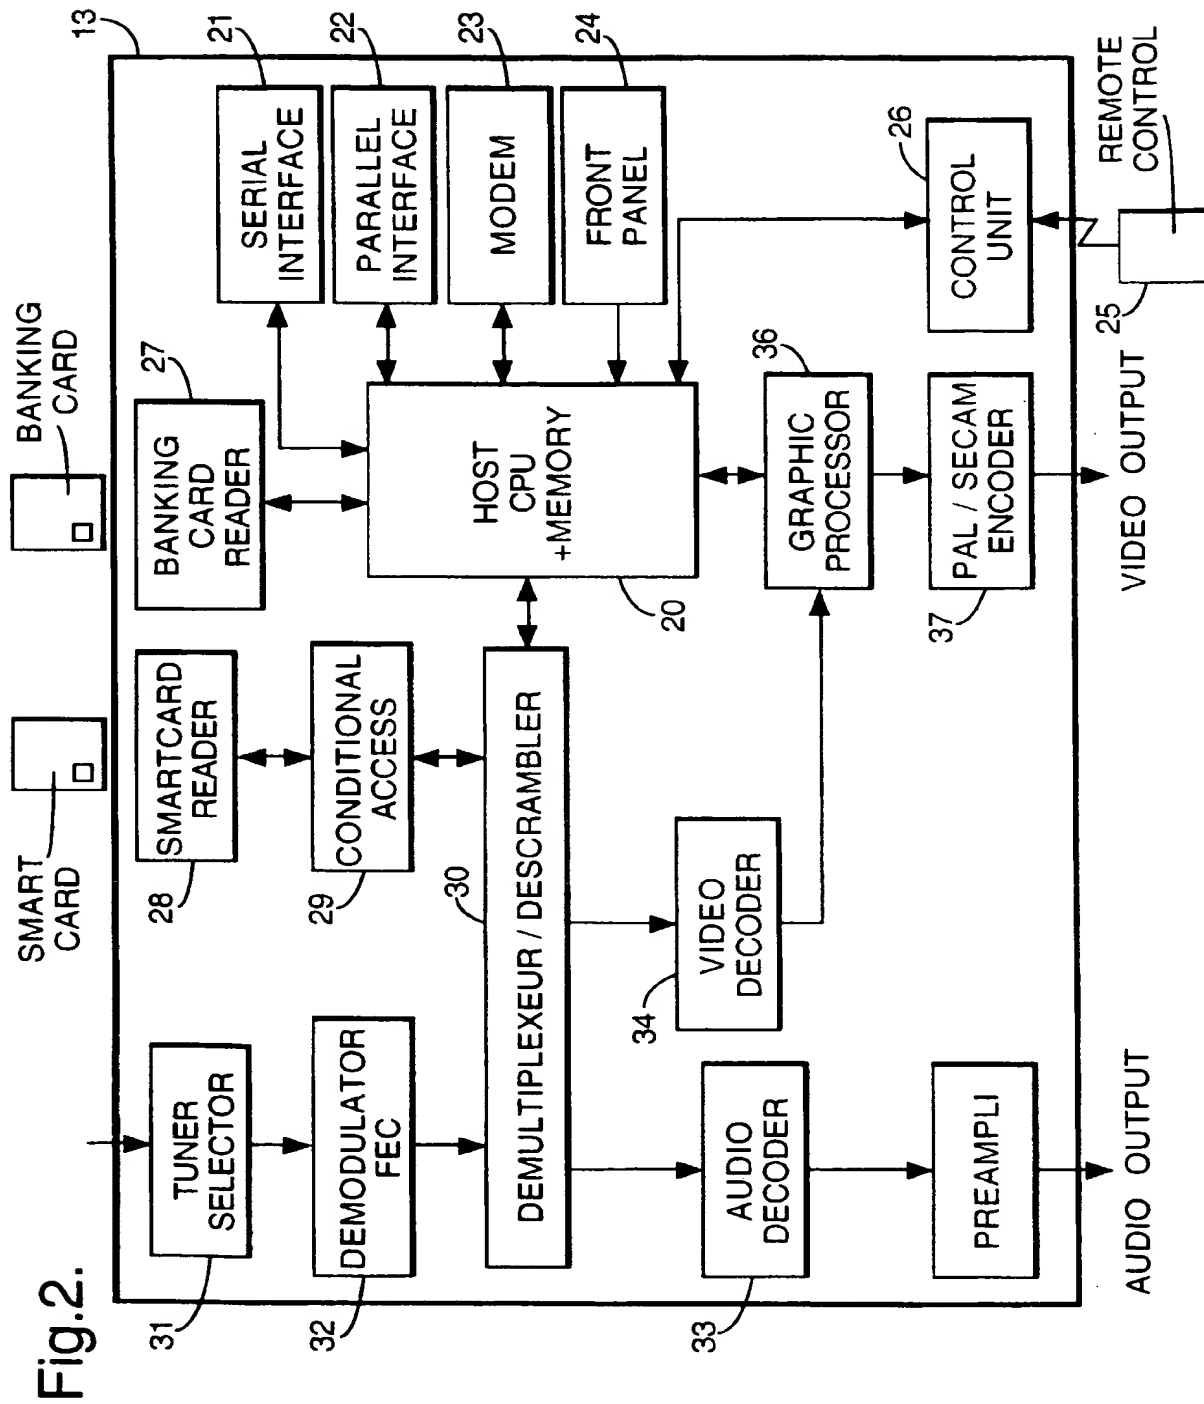 Fig.2.
SMART
CARD
BANKING
CARD
13
31
TUNER
SELECTOR
28
SMARTCARD
READER
27
BANKING
CARD
READER
21
SERIAL
INTERFACE
22
PARALLEL
INTERFACE
23
MODEM
24
FRONT
PANEL
32
DEMODULATOR
FEC
29
CONDITIONAL
ACCESS
30
DEMULTIPLEXEUR / DESCRAMBLER
20
HOST
CPU
+MEMORY
33
AUDIO
DECODER
34
VIDEO
DECODER
36
GRAPHIC
PROCESSOR
26
CONTROL
UNIT
PREAMPLI
37
PAL / SECAM
ENCODER
25
REMOTE
CONTROL
AUDIO OUTPUT
VIDEO OUTPUT